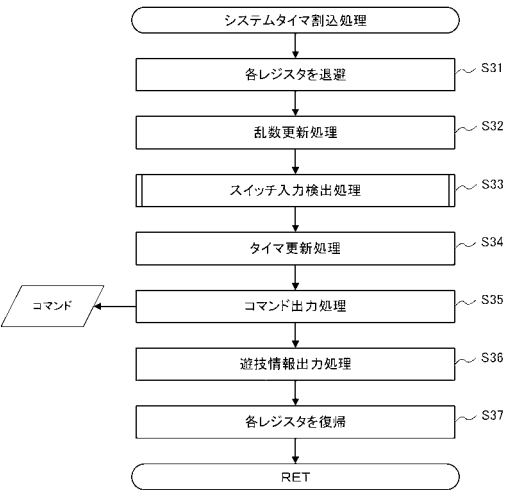 システムタイマ割込処理
各レジスタを退避
S31
乱数更新処理
S32
スイッチ入力検出処理
S33
タイマ更新処理
S34
コマンド
コマンド出力処理
S35
遊技情報出力処理
S36
各レジスタを復帰
S37
RET